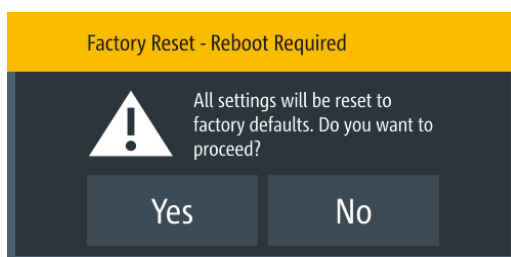 Factory Reset - Reboot Required
All settings will be reset to
factory defaults. Do you want to
proceed?
Yes
No